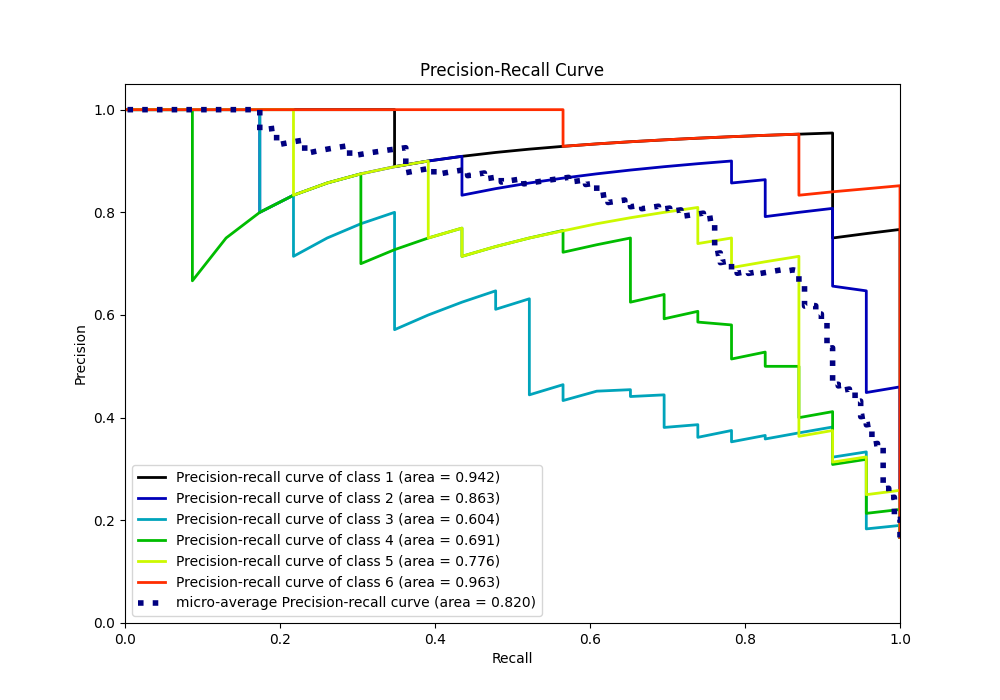 Precision-Recall Curve
1.0
0.8
0.6
0.4
0.2
0.0
Precision
Precision-recall curve of class 1 (area = 0.942)
Precision-recall curve of class 2 (area = 0.863)
Precision-recall curve of class 3 (area = 0.604)
Precision-recall curve of class 4 (area = 0.691)
Precision-recall curve of class 5 (area = 0.776)
Precision-recall curve of class 6 (area = 0.963)
micro-average Precision-recall curve (area = 0.820)
0.0 0.2 0.4 0.6 0.8 1.0
Recall